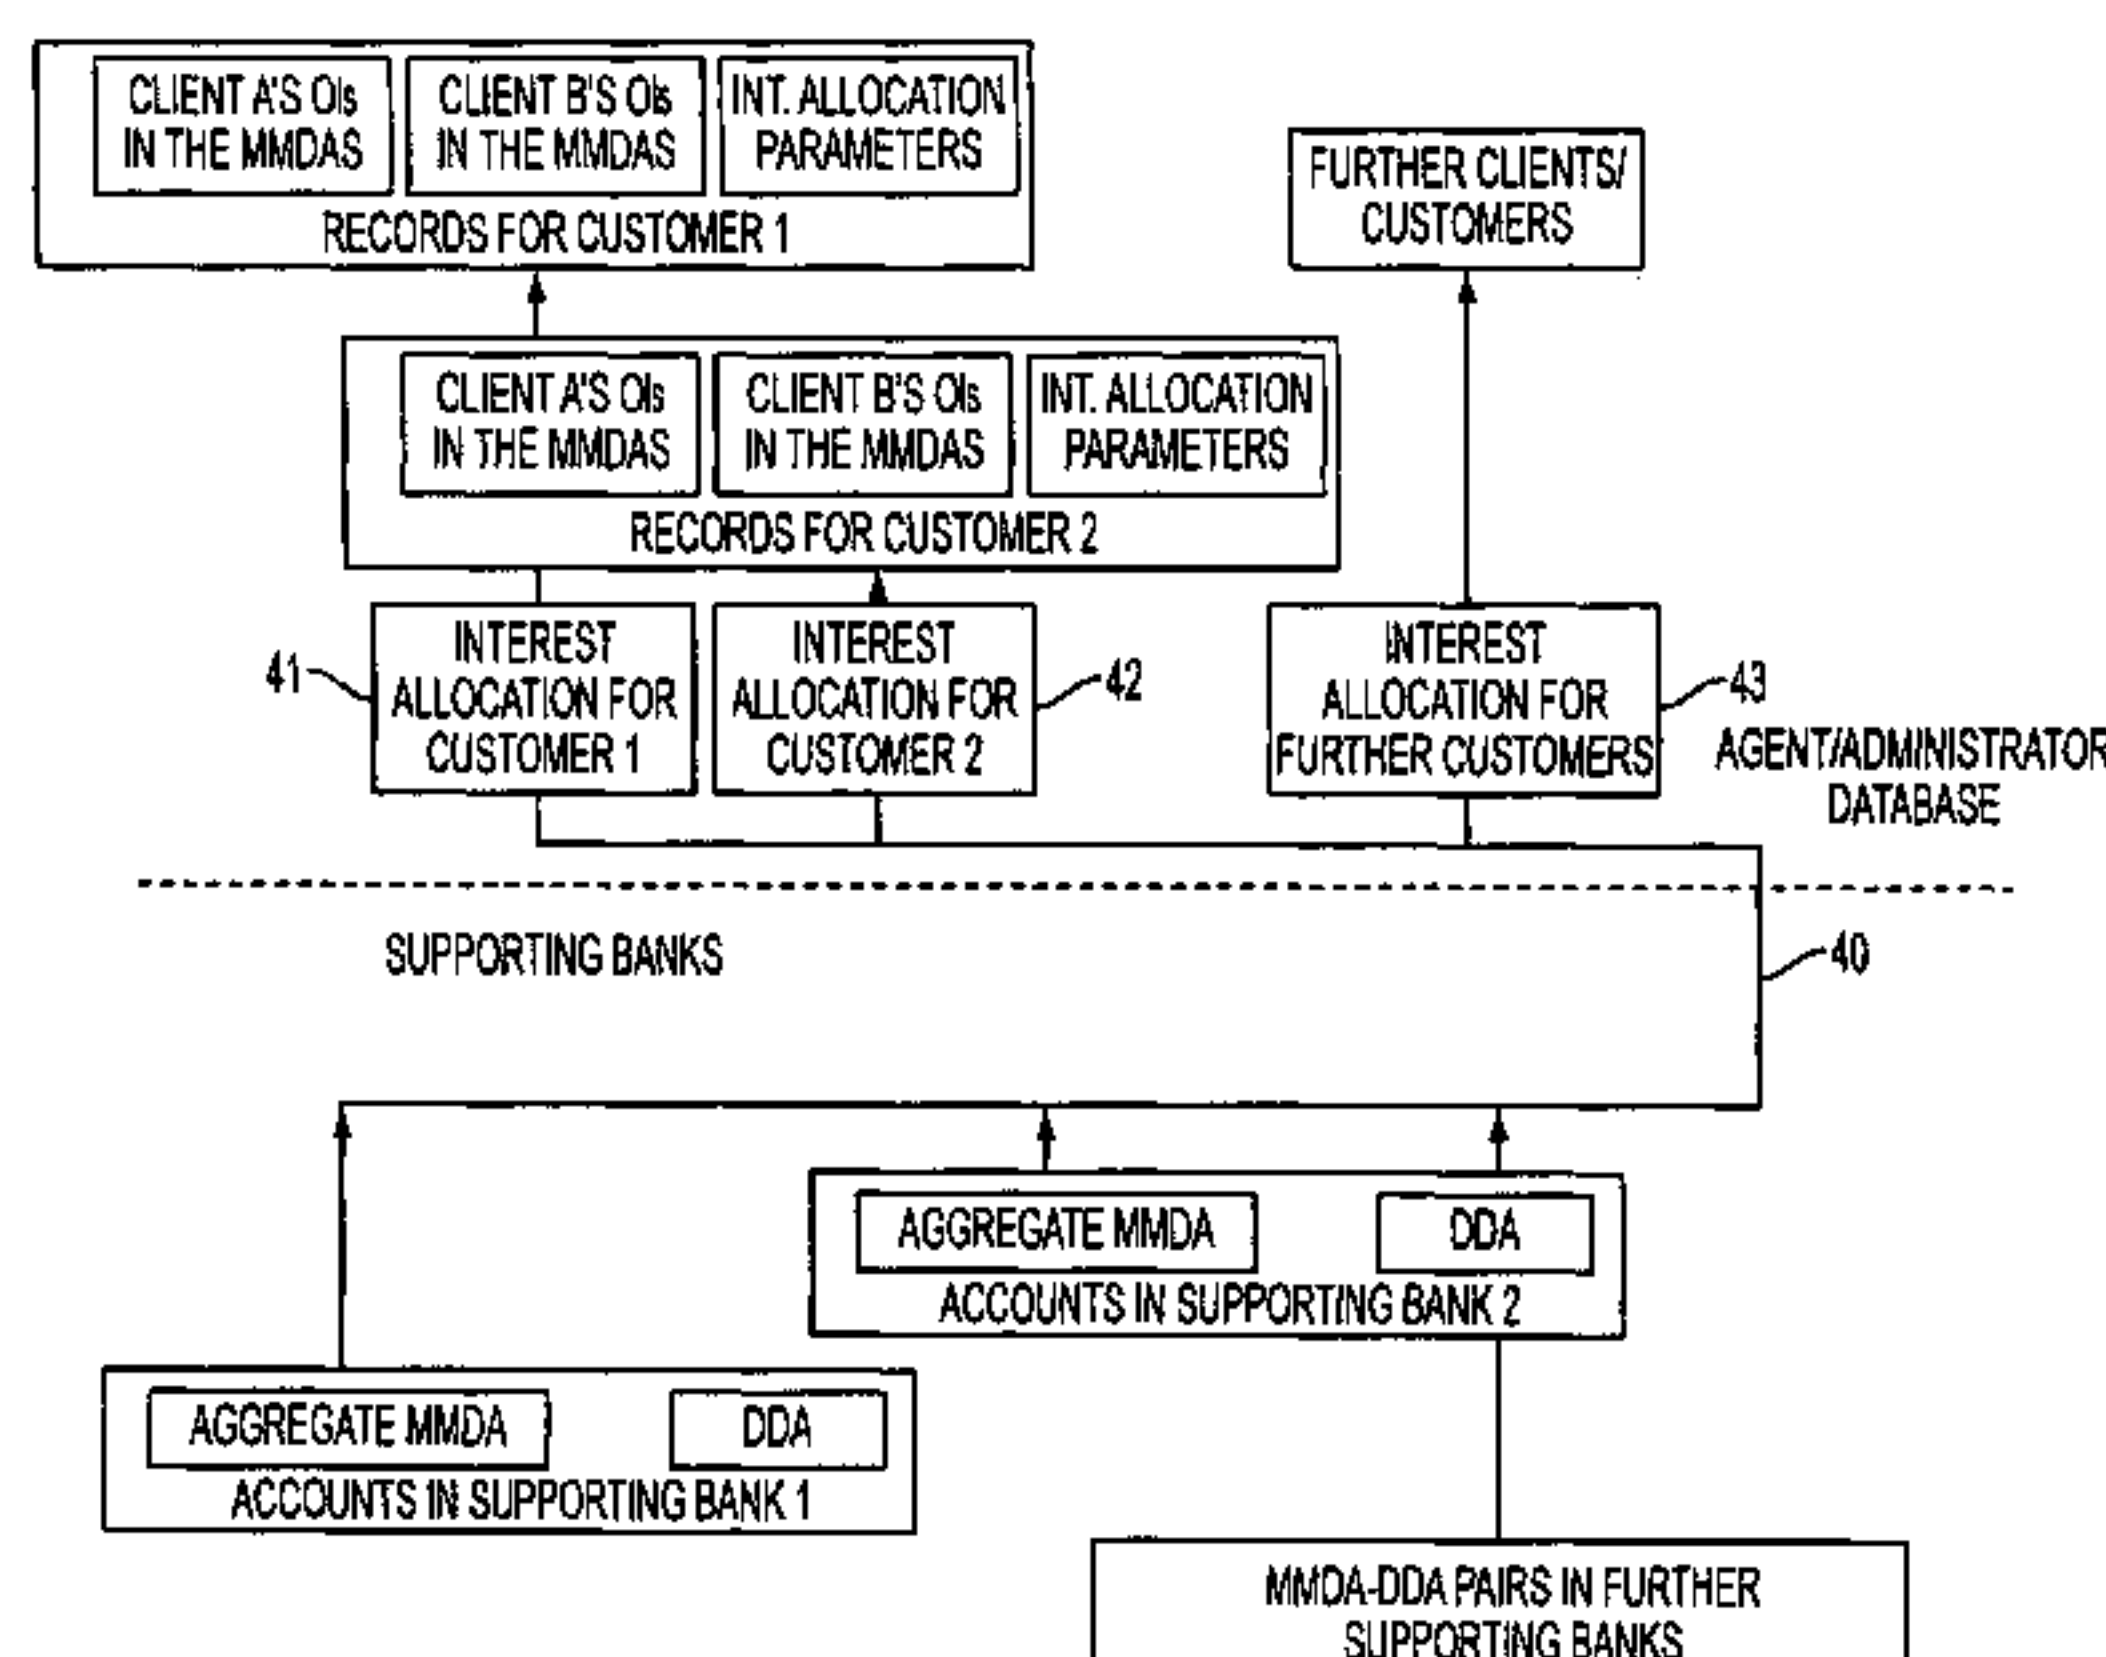 CLIENT A'S OIs
IN THE MMDAS
CLIENT B'S OIs
IN THE MMDAS
INT. ALLOCATION
PARAMETERS
RECORDS FOR CUSTOMER 1
FURTHER CLIENTS/
CUSTOMERS
CLIENT A'S OIs
IN THE MMDAS
CLIENT B'S OIs
IN THE MMDAS
INT. ALLOCATION
PARAMETERS
RECORDS FOR CUSTOMER 2
41
INTEREST
ALLOCATION FOR
CUSTOMER 1
INTEREST
ALLOCATION FOR
CUSTOMER 2
42
INTEREST
ALLOCATION FOR
FURTHER CUSTOMERS
43
AGENT/ADMINISTRATOR
DATABASE
SUPPORTING BANKS
40
AGGREGATE MMDA
DDA
ACCOUNTS IN SUPPORTING BANK 2
AGGREGATE MMDA
DDA
ACCOUNTS IN SUPPORTING BANK 1
MMDA-DDA PAIRS IN FURTHER
SUPPORTING BANKS